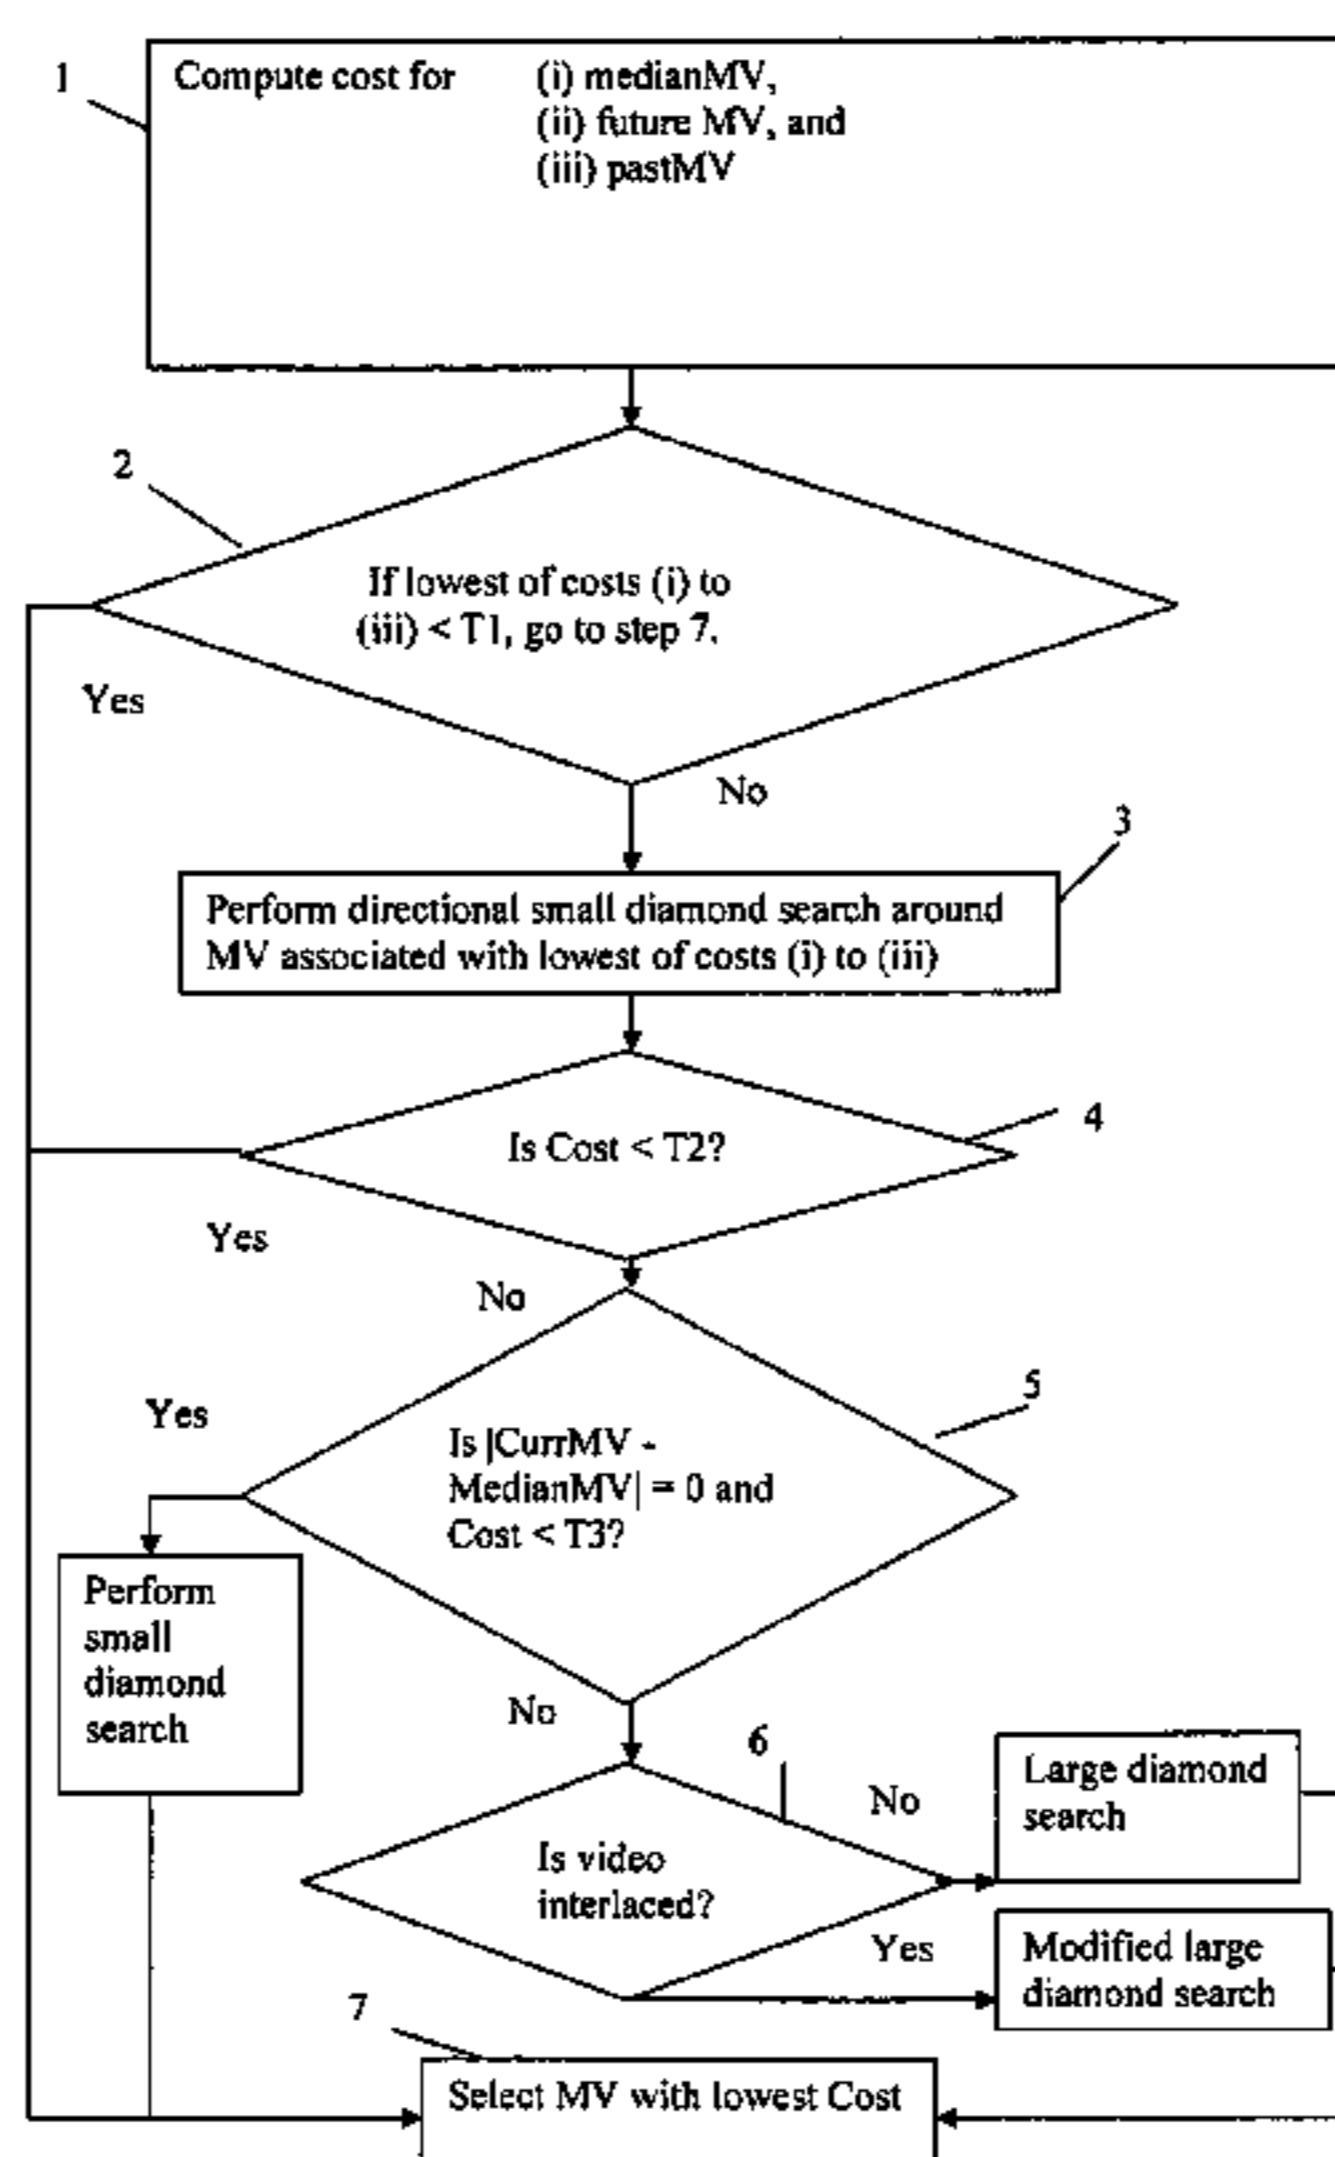 1
Compute cost for (i) medianMV,
(ii) future MV, and
(iii) pastMV
2
If lowest of costs (i) to
(iii) < T1, go to step 7.
Yes
No
3
Perform directional small diamond search around
MV associated with lowest of costs (i) to (iii)
4
Is Cost < T2?
Yes
No
5
Yes
Is |CurrMV -
MedianMV| = 0 and
Cost < T3?
Perform
small
diamond
search
No
6
No
Large diamond
search
Is video
interlaced?
Yes
Modified large
diamond search
7
Select MV with lowest Cost